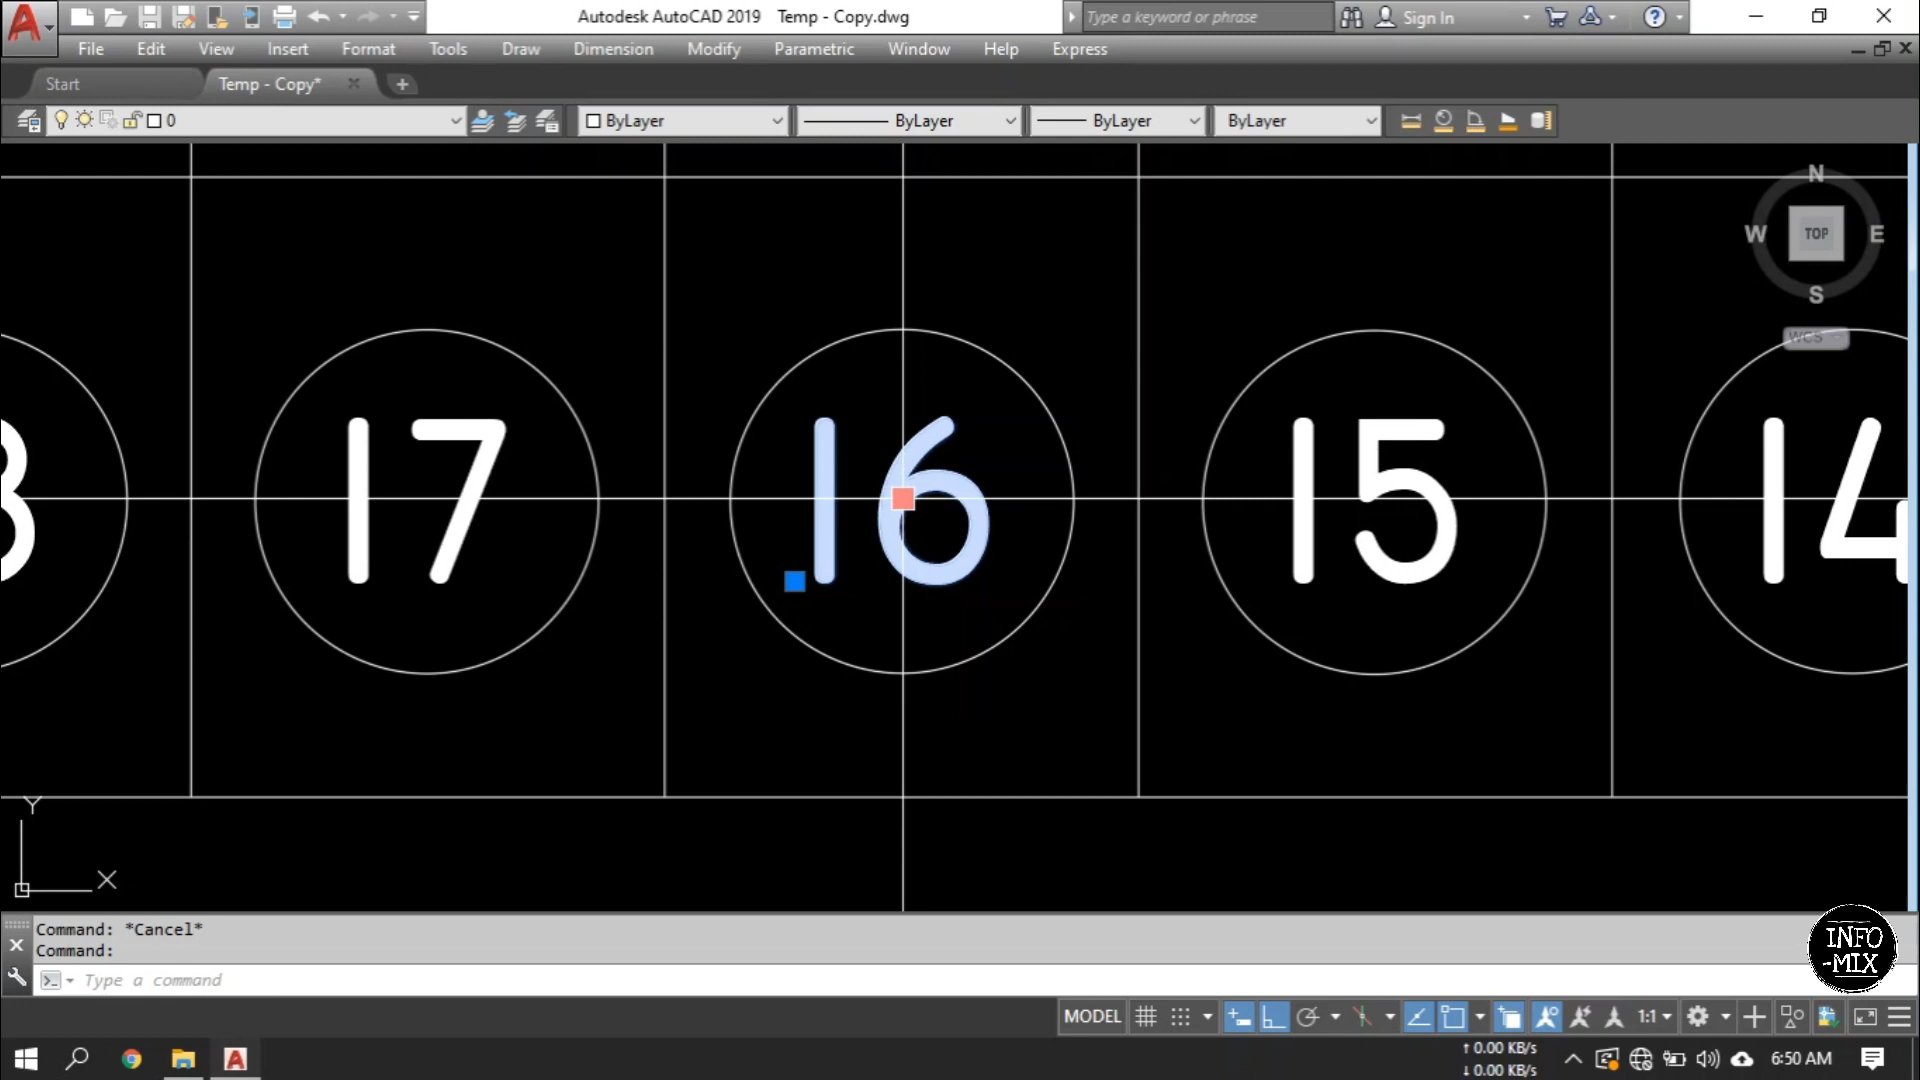 Autodesk AutoCAD 2019 Temp - Copy.dwg
Type a keyword or phrase
Sign In
File Edit View Insert Format Tools Draw Dimension Modify Parametric Window Help Express
Start
Temp - Copy*
0
ByLayer
ByLayer
ByLayer
ByLayer
N
W TOP E
S
WCS
17
16
15
14
Y
X
Command: *Cancel*
Command:
Type a command
INFO
-MIX
MODEL
1:1
↑ 0.00 KB/s
↓ 0.00 KB/s
6:50 AM